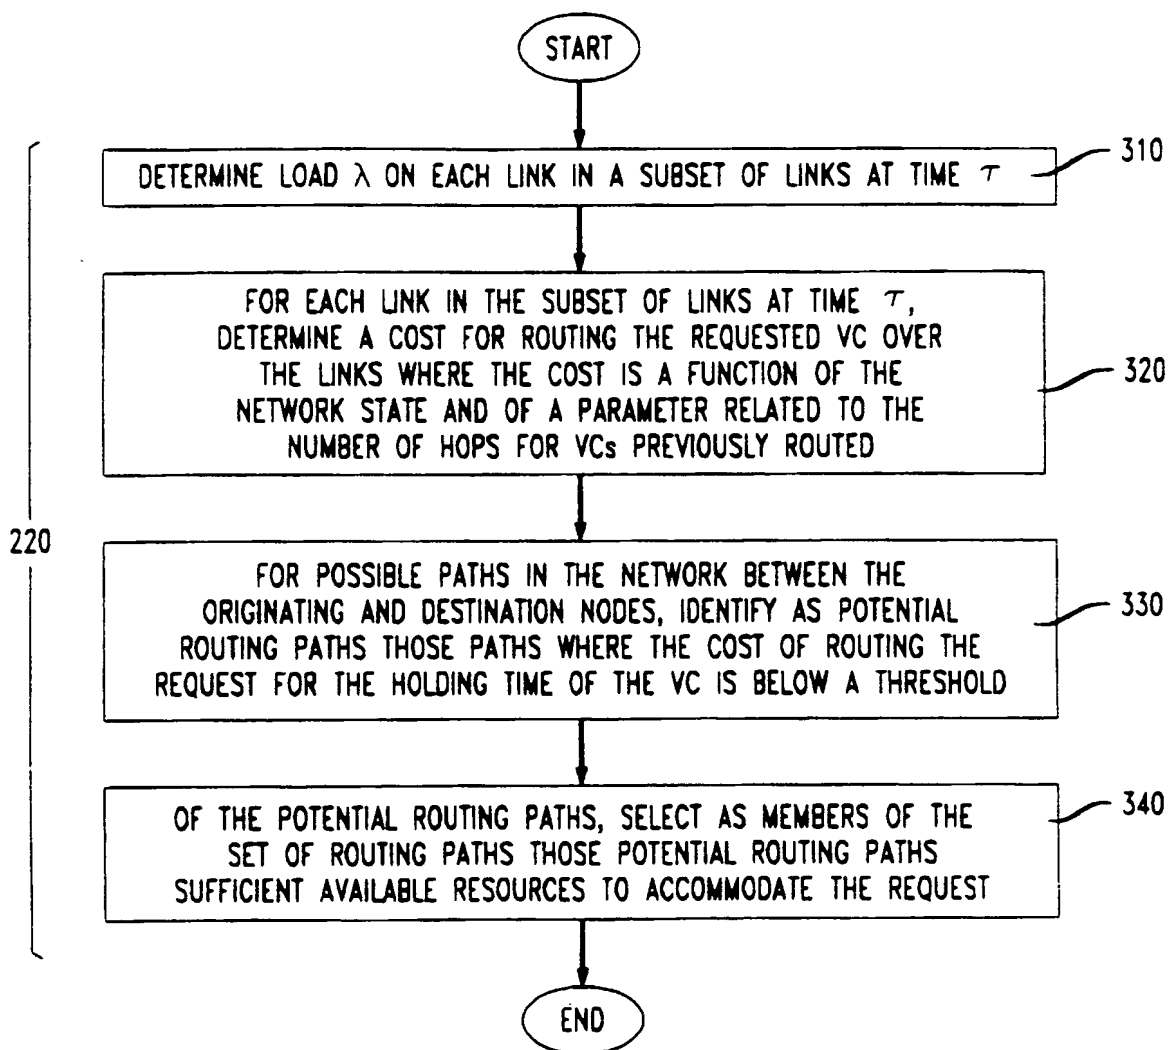 START
DETERMINE LOAD λ ON EACH LINK IN A SUBSET OF LINKS AT TIME τ
310
FOR EACH LINK IN THE SUBSET OF LINKS AT TIME τ,
DETERMINE A COST FOR ROUTING THE REQUESTED VC OVER
THE LINKS WHERE THE COST IS A FUNCTION OF THE
NETWORK STATE AND OF A PARAMETER RELATED TO THE
NUMBER OF HOPS FOR VCs PREVIOUSLY ROUTED
320
220
FOR POSSIBLE PATHS IN THE NETWORK BETWEEN THE
ORIGINATING AND DESTINATION NODES, IDENTIFY AS POTENTIAL
ROUTING PATHS THOSE PATHS WHERE THE COST OF ROUTING THE
REQUEST FOR THE HOLDING TIME OF THE VC IS BELOW A THRESHOLD
330
OF THE POTENTIAL ROUTING PATHS, SELECT AS MEMBERS OF THE
SET OF ROUTING PATHS THOSE POTENTIAL ROUTING PATHS
SUFFICIENT AVAILABLE RESOURCES TO ACCOMMODATE THE REQUEST
340
END